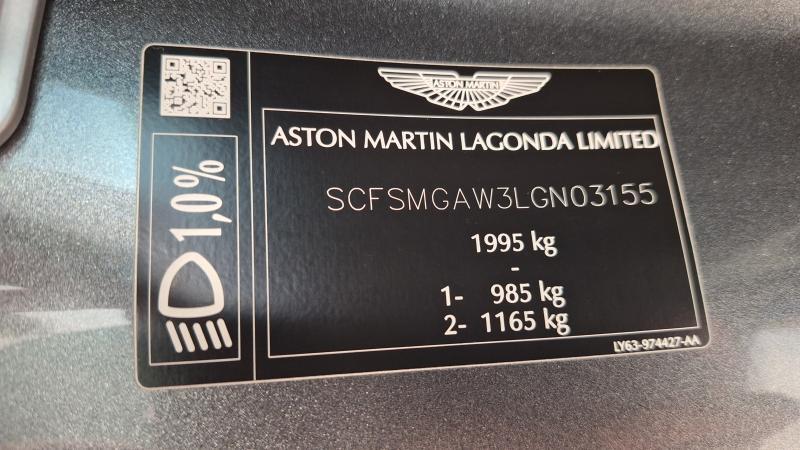 ASTON MARTIN
ASTON MARTIN LAGONDA LIMITED
SCFSMGAW3LGN03155
1995 kg
-
1- 985 kg
2- 1165 kg
LY63-974427-AA
1,0%